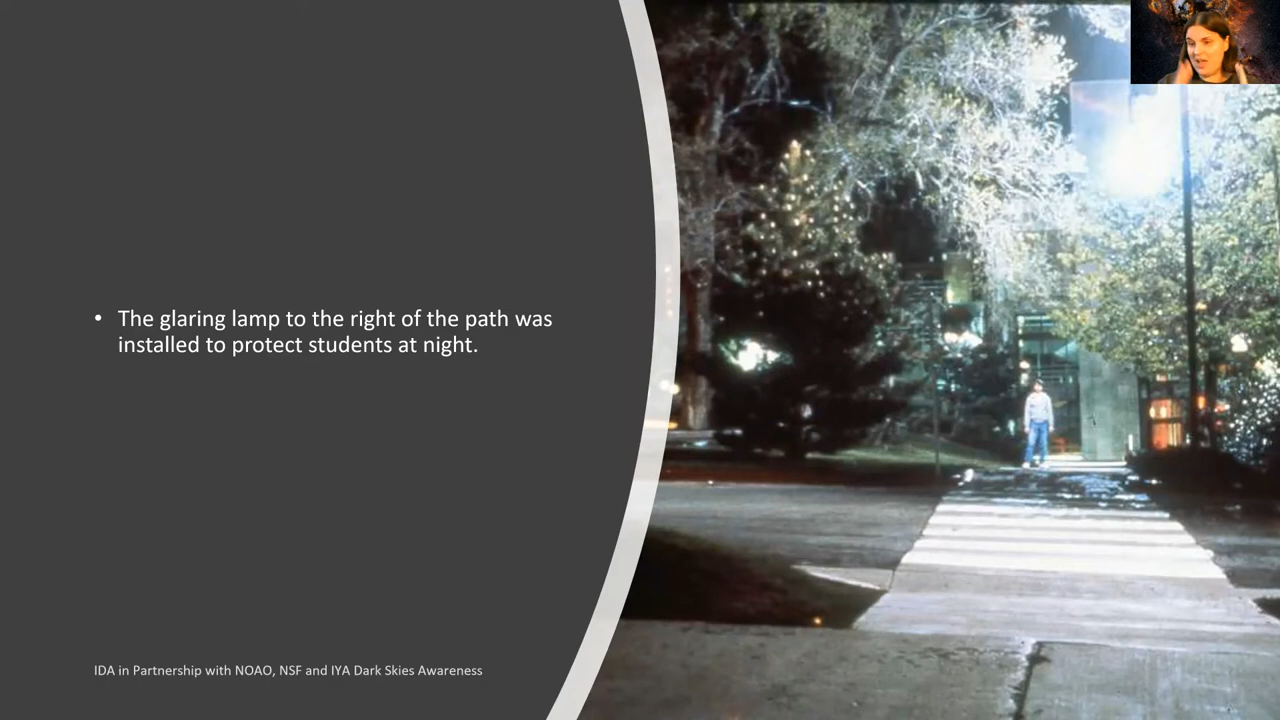 • The glaring lamp to the right of the path was
installed to protect students at night.
IDA in Partnership with NOAO, NSF and IYA Dark Skies Awareness